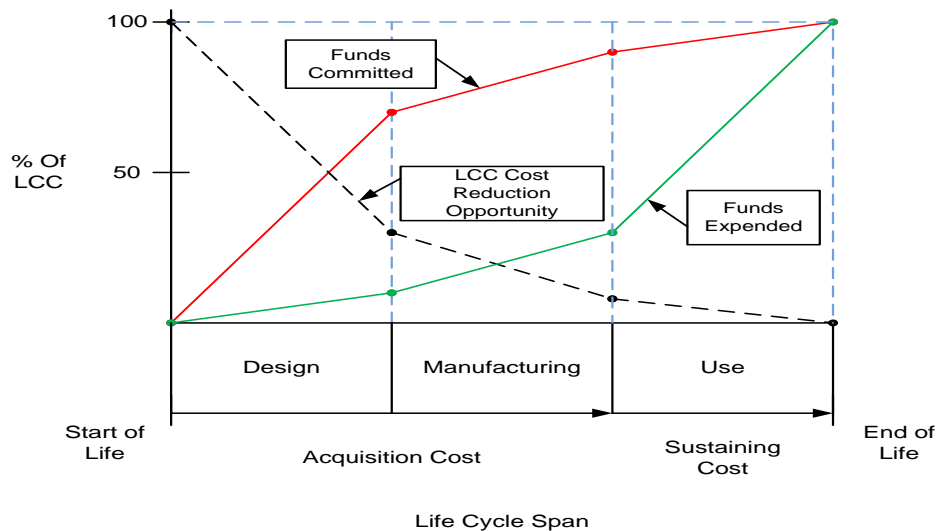 100
Funds
Committed
% Of
LCC
50
LCC Cost
Reduction
Opportunity
Funds
Expended
Design
Manufacturing
Use
Start of
Life
Acquisition Cost
Sustaining
Cost
End of
Life
Life Cycle Span